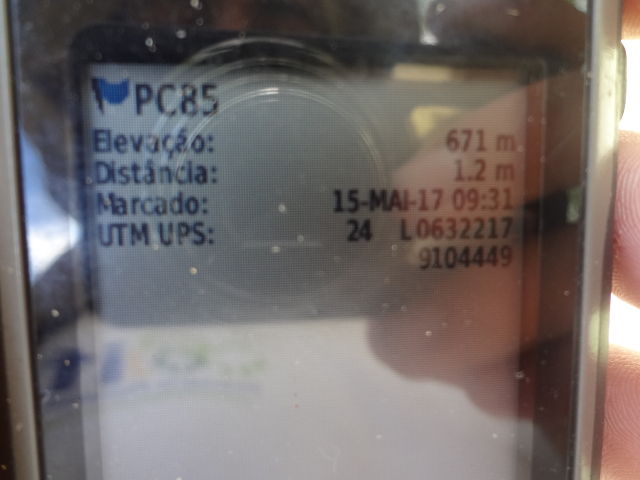 PC85
Elevação: 671 m
Distância: 1.2 m
Marcado: 15-MAI-17 09:31
UTM UPS: 24 L 0632217
9104449